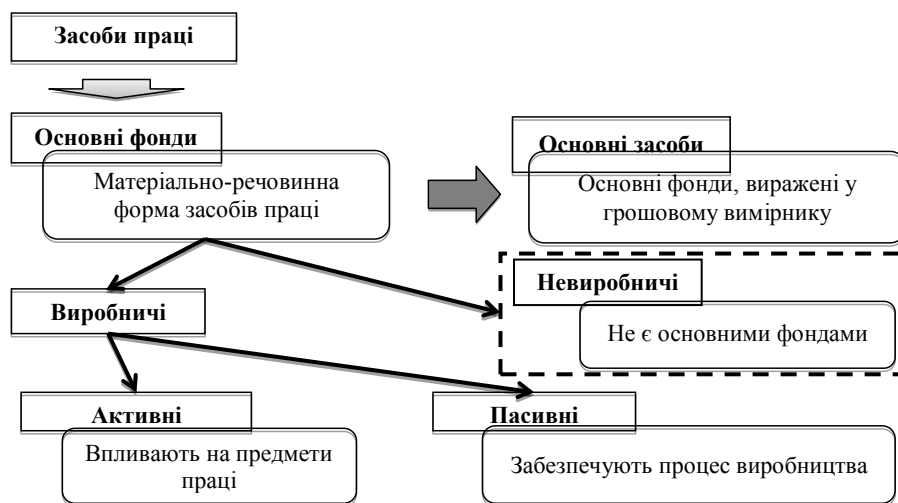 Засоби праці
Основні фонди
Матеріально-речовинна
форма засобів праці
Основні засоби
Основні фонди, виражені у
грошовому вимірнику
Невиробничі
Не є основними фондами
Виробничі
Активні
Впливають на предмети
праці
Пасивні
Забезпечують процес виробництва